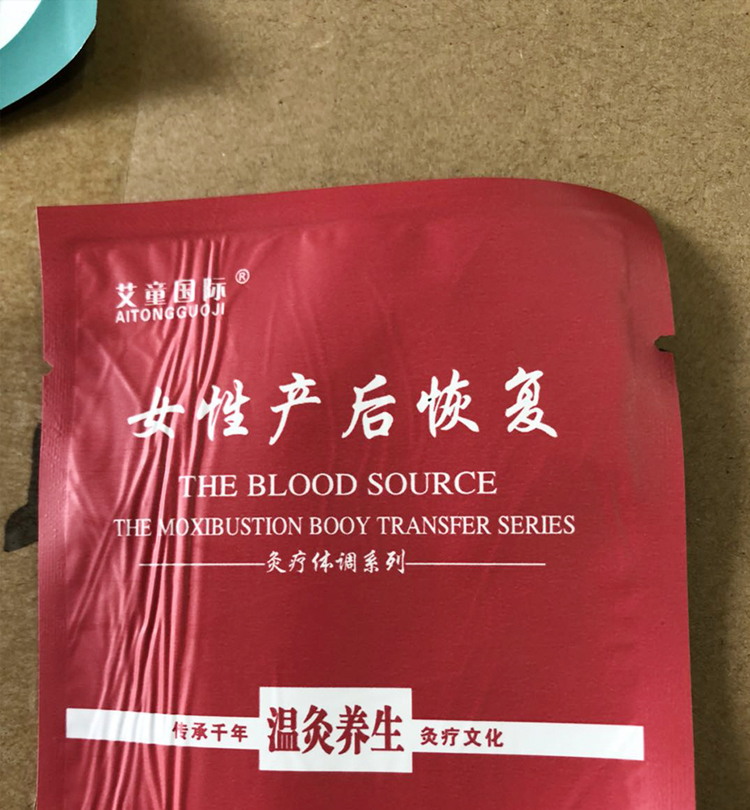 艾童国际®
AITONGGUOJI
女性产后恢复
THE BLOOD SOURCE
THE MOXIBUSTION BOOY TRANSFER SERIES
灸疗体调系列
传承千年 温灸养生 灸疗文化